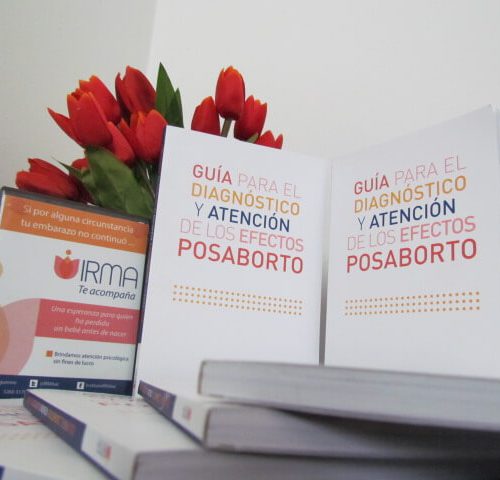 Si por alguna circunstancia
tu embarazo no continuó...
IRMA
Te acompaña
Una esperanza para quien
ha perdido
un bebé antes de nacer
Brindamos atención psicológica
sin fines de lucro
GUÍA PARA EL
DIAGNÓSTICO
Y ATENCIÓN
DE LOS EFECTOS
POSABORTO
GUÍA PARA EL
DIAGNÓSTICO
Y ATENCIÓN
DE LOS EFECTOS
POSABORTO